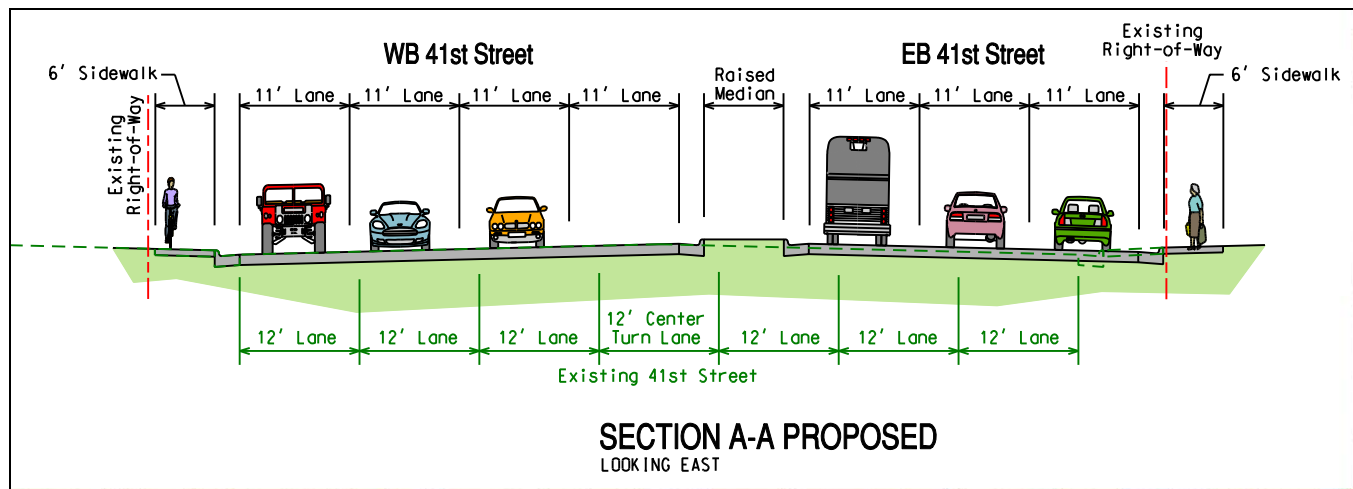 WB 41st Street
EB 41st Street
Existing
Right-of-Way
6' Sidewalk
Raised
Median
6' Sidewalk
11' Lane
11' Lane
11' Lane
11' Lane
11' Lane
11' Lane
11' Lane
Existing
Right-of-Way
12' Lane
12' Lane
12' Lane
12' Center
Turn Lane
12' Lane
12' Lane
12' Lane
Existing 41st Street
SECTION A-A PROPOSED
LOOKING EAST